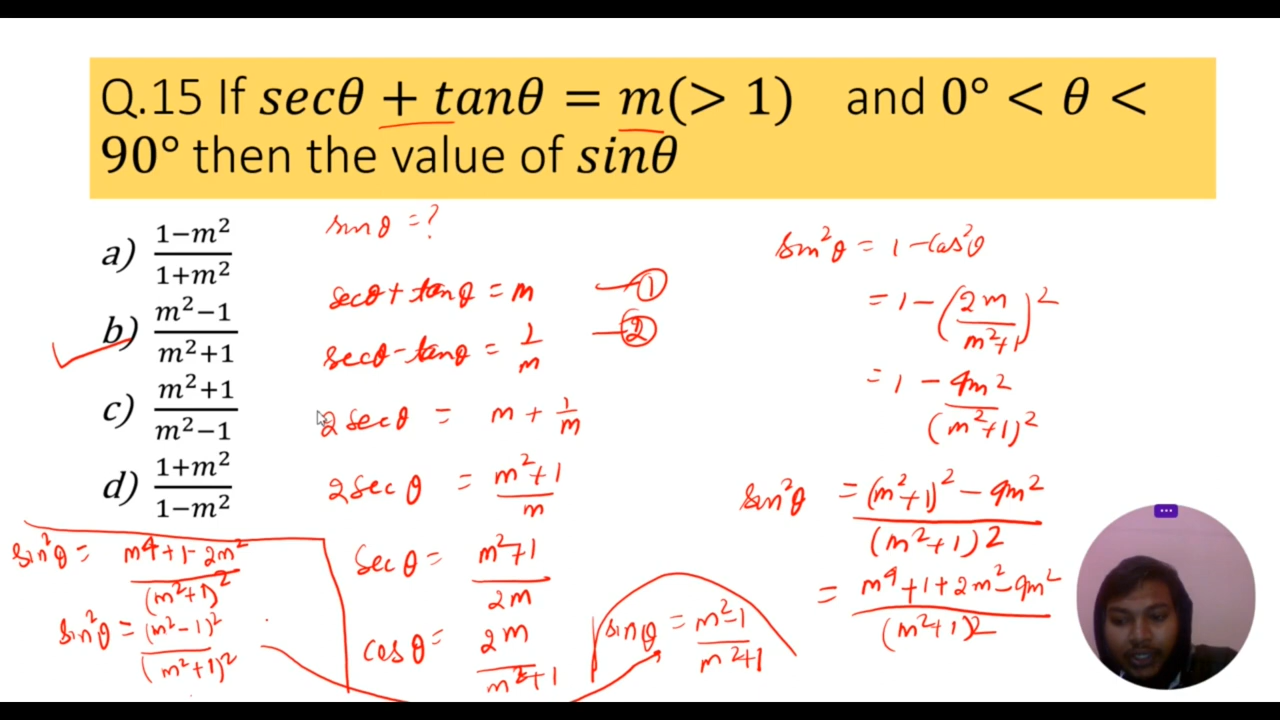 Q.15 If secθ + tanθ = m(> 1) and 0° < θ <
90° then the value of sinθ
a) 1−m²/1+m²
b) m²−1/m²+1
c) m²+1/m²−1
d) 1+m²/1−m²
sinθ = ?
secθ + tanθ = m — ①
secθ − tanθ = 1/m — ②
2secθ = m + 1/m
2secθ = m²+1/m
secθ = m²+1/2m
cosθ = 2m/m²+1
sin²θ = 1 − cos²θ
= 1 − (2m/m²+1)²
= 1 − 4m²/(m²+1)²
sin²θ = (m²+1)² − 4m²/(m²+1)²
= m⁴+1+2m²−4m²/(m²+1)²
sin²θ = m⁴+1−2m²/(m²+1)²
sin²θ = (m²−1)²/(m²+1)²
sinθ = m²−1/m²+1